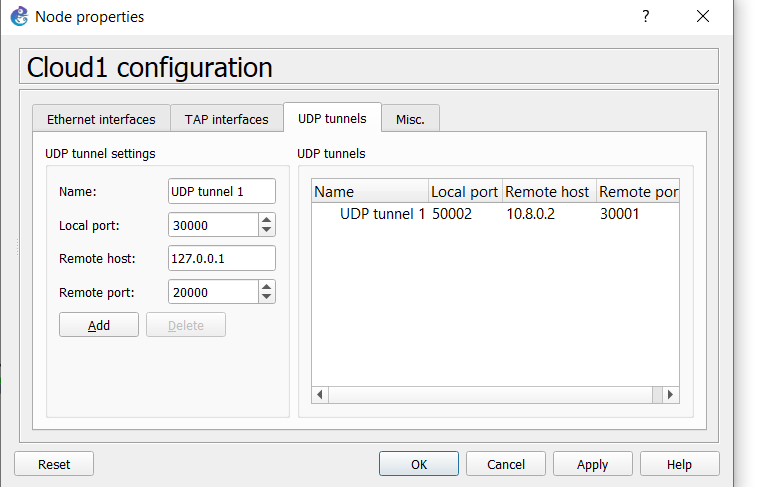 Node properties ?
Cloud1 configuration
Ethernet interfaces TAP interfaces UDP tunnels Misc.
UDP tunnel settings
Name: UDP tunnel 1
Local port: 30000
Remote host: 127.0.0.1
Remote port: 20000
Add Delete
UDP tunnels
Name Local port Remote host Remote por
UDP tunnel 1 50002 10.8.0.2 30001
Reset OK Cancel Apply Help